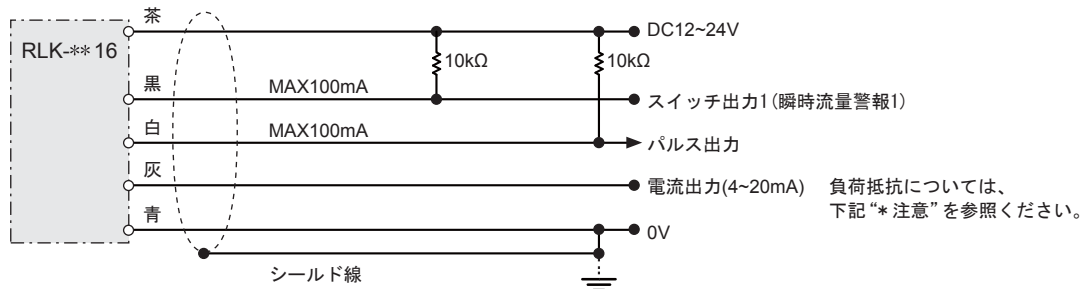 茶
DC12~24V
RLK-**16
10kΩ
10kΩ
黒
MAX100mA
スイッチ出力1(瞬時流量警報1)
白
MAX100mA
パルス出力
灰
電流出力(4~20mA)
負荷抵抗については、
下記“*注意”を参照ください。
青
0V
シールド線